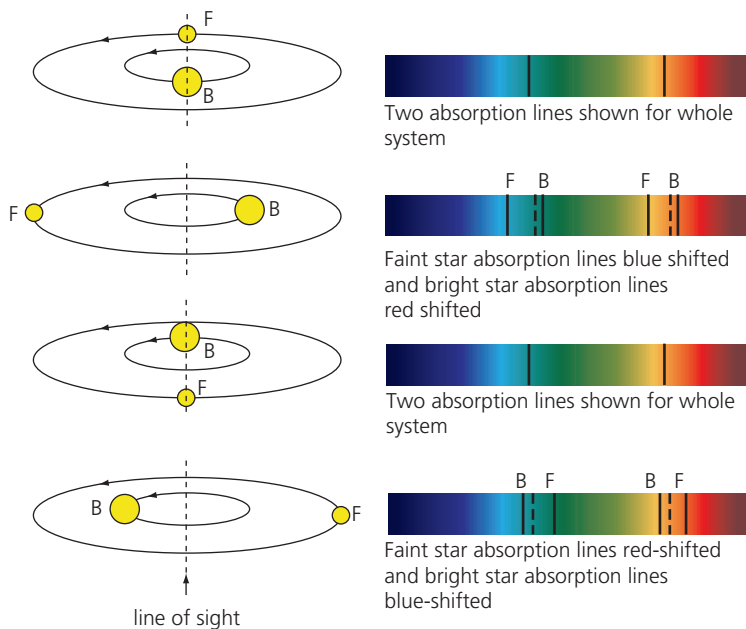 F
B
Two absorption lines shown for whole
system
F
B
F B F B
Faint star absorption lines blue shifted
and bright star absorption lines
red shifted
B
F
Two absorption lines shown for whole
system
B
F
B F B F
Faint star absorption lines red-shifted
and bright star absorption lines
blue-shifted
line of sight